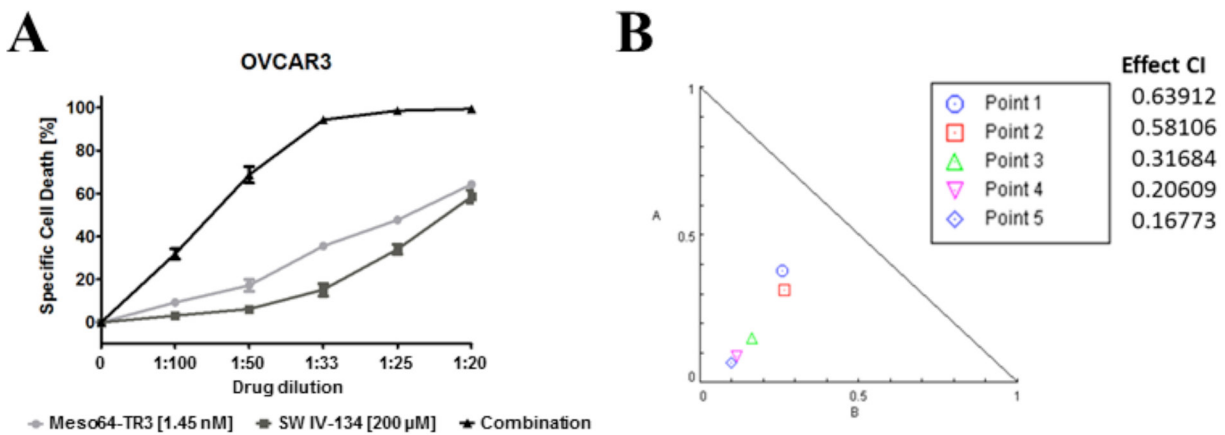 A
OVCAR3
Specific Cell Death [%]
100
80
60
40
20
0
0 1:100 1:50 1:33 1:25 1:20
Drug dilution
Meso64-TR3 [1.45 nM] SW IV-134 [200 µM] Combination
B
Effect CI
Point 1 0.63912
Point 2 0.58106
Point 3 0.31684
Point 4 0.20609
Point 5 0.16773
1
A
0.5
0
0 0.5 1
B